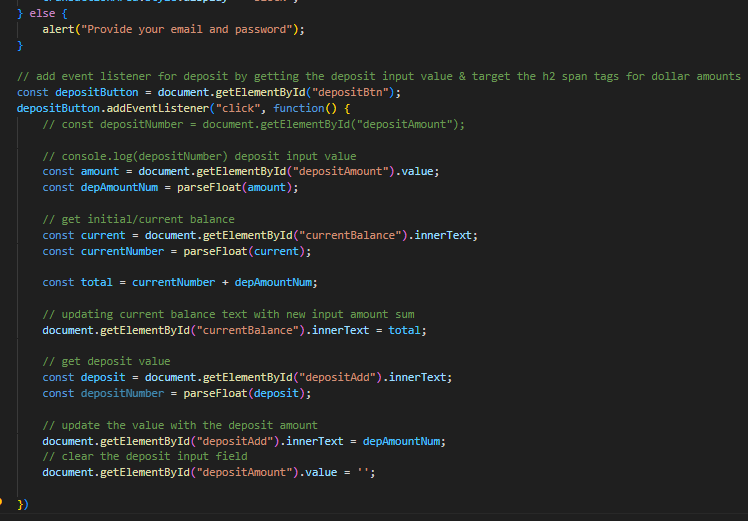 } else {
alert("Provide your email and password");
}
// add event listener for deposit by getting the deposit input value & target the h2 span tags for dollar amounts
const depositButton = document.getElementById("depositBtn");
depositButton.addEventListener("click", function() {
// const depositNumber = document.getElementById("depositAmount");
// console.log(depositNumber) deposit input value
const amount = document.getElementById("depositAmount").value;
const depAmountNum = parseFloat(amount);
// get initial/current balance
const current = document.getElementById("currentBalance").innerText;
const currentNumber = parseFloat(current);
const total = currentNumber + depAmountNum;
// updating current balance text with new input amount sum
document.getElementById("currentBalance").innerText = total;
// get deposit value
const deposit = document.getElementById("depositAdd").innerText;
const depositNumber = parseFloat(deposit);
// update the value with the deposit amount
document.getElementById("depositAdd").innerText = depAmountNum;
// clear the deposit input field
document.getElementById("depositAmount").value = '';
})